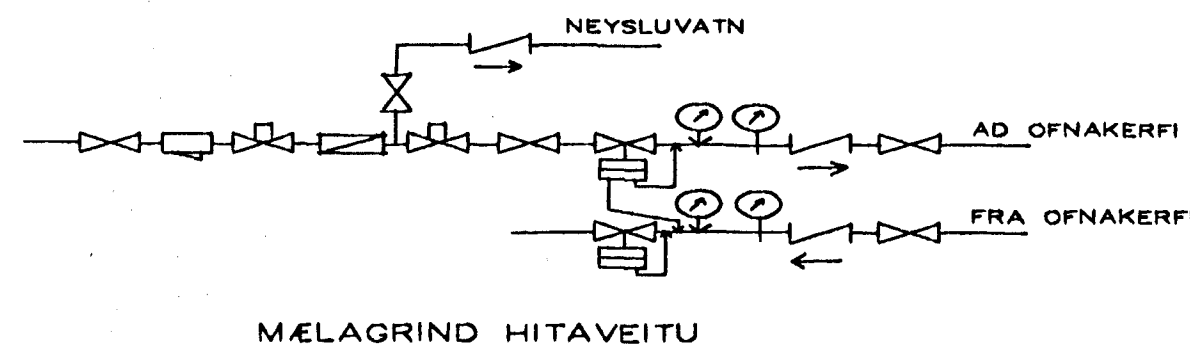 NEYSLUVATN
AD OFNAKERFI
FRA OFNAKERFI
MÆLAGRIND HITAVEITU